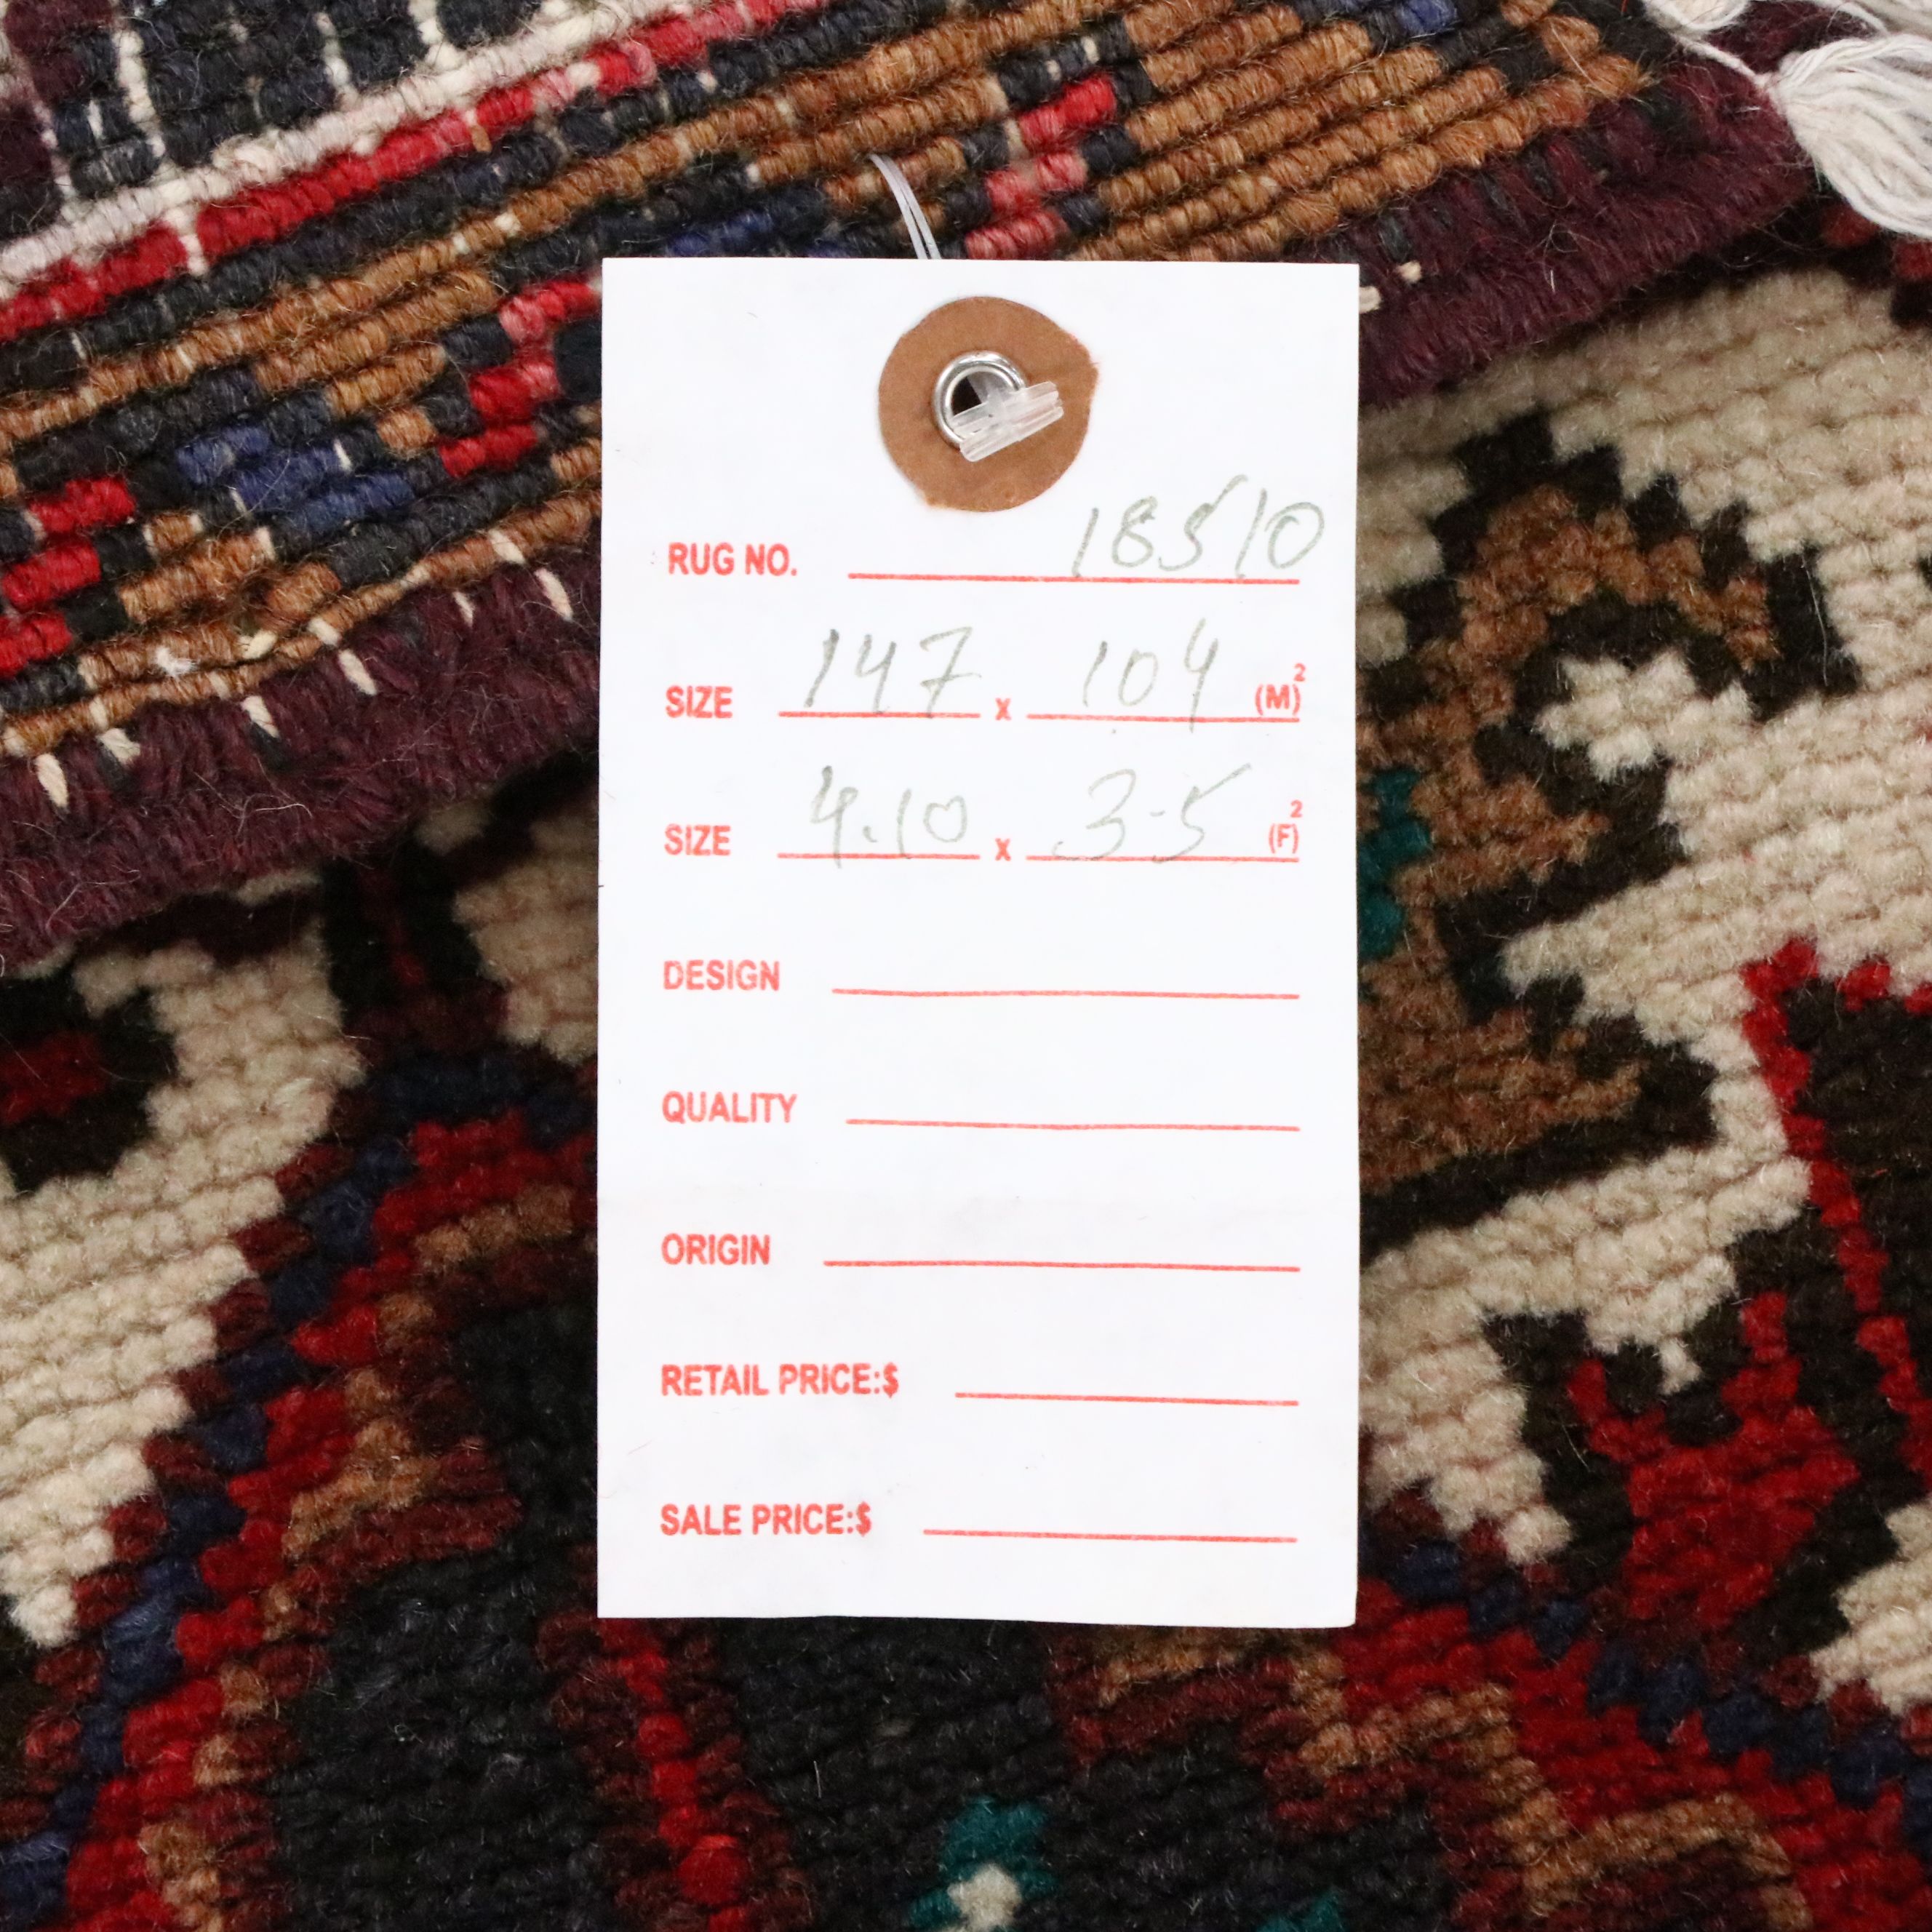 RUG NO. 18510
SIZE 147 x 104 (M)²
SIZE 4.10 x 3-5 (F)²
DESIGN
QUALITY
ORIGIN
RETAIL PRICE:$
SALE PRICE:$